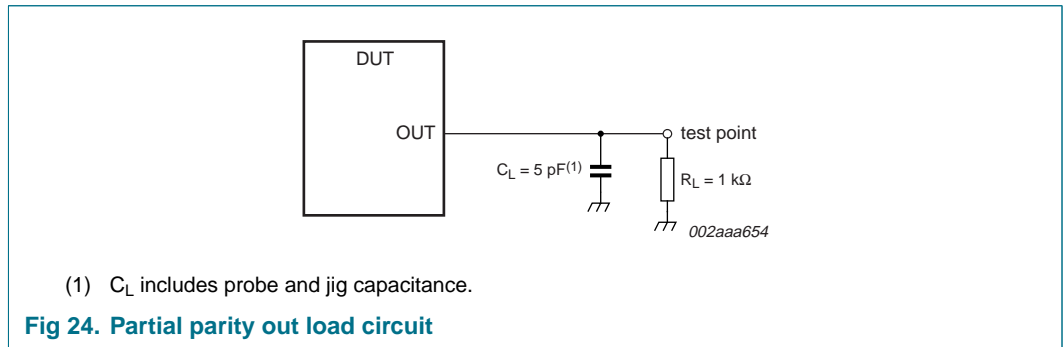 DUT
OUT
test point
C_L = 5 pF(1)
R_L = 1 kΩ
002aaa654
(1) C_L includes probe and jig capacitance.
Fig 24. Partial parity out load circuit